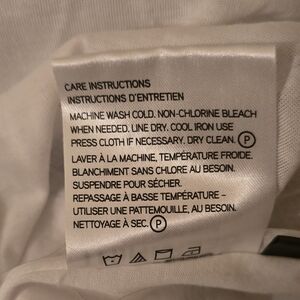 CARE INSTRUCTIONS
INSTRUCTIONS D'ENTRETIEN
MACHINE WASH COLD. NON-CHLORINE BLEACH
WHEN NEEDED. LINE DRY. COOL IRON USE
PRESS CLOTH IF NECESSARY. DRY CLEAN. P
LAVER À LA MACHINE, TEMPÉRATURE FROIDE.
BLANCHIMENT SANS CHLORE AU BESOIN.
SUSPENDRE POUR SÉCHER.
REPASSAGE À BASSE TEMPÉRATURE –
UTILISER UNE PATTEMOUILLE, AU BESOIN.
NETTOYAGE À SEC. P